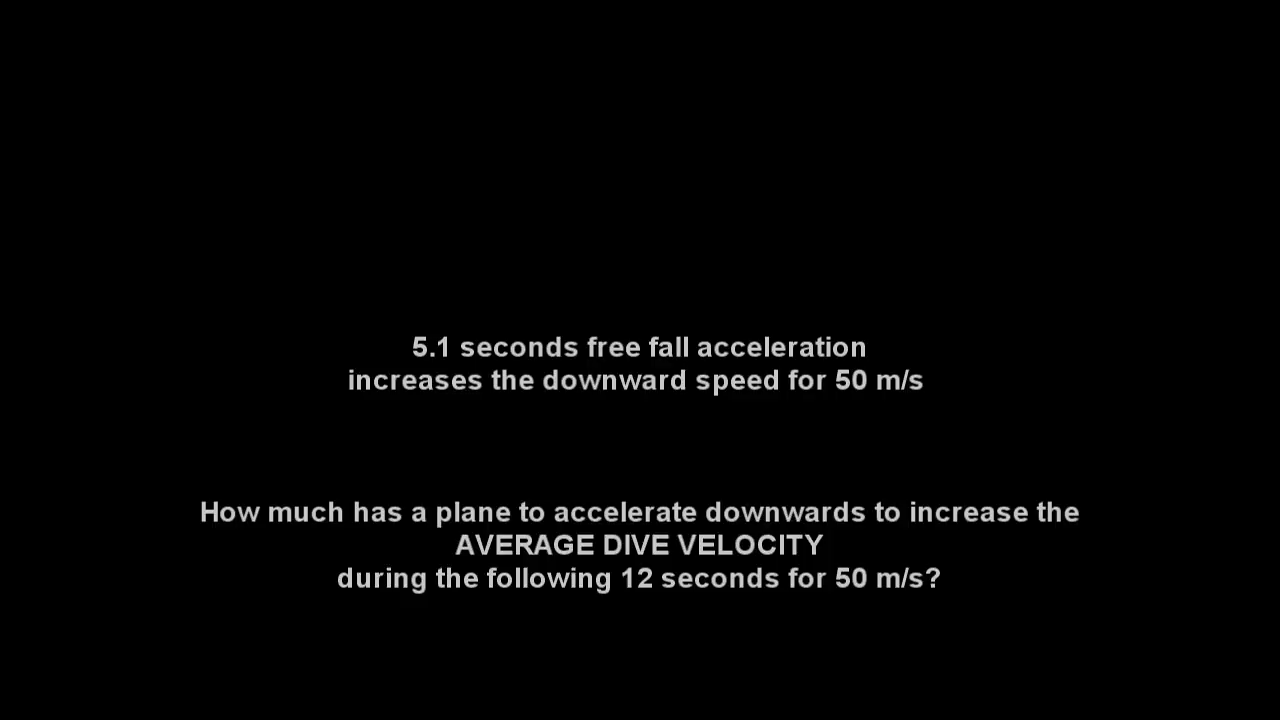 5.1 seconds free fall acceleration
increases the downward speed for 50 m/s
How much has a plane to accelerate downwards to increase the
AVERAGE DIVE VELOCITY
during the following 12 seconds for 50 m/s?